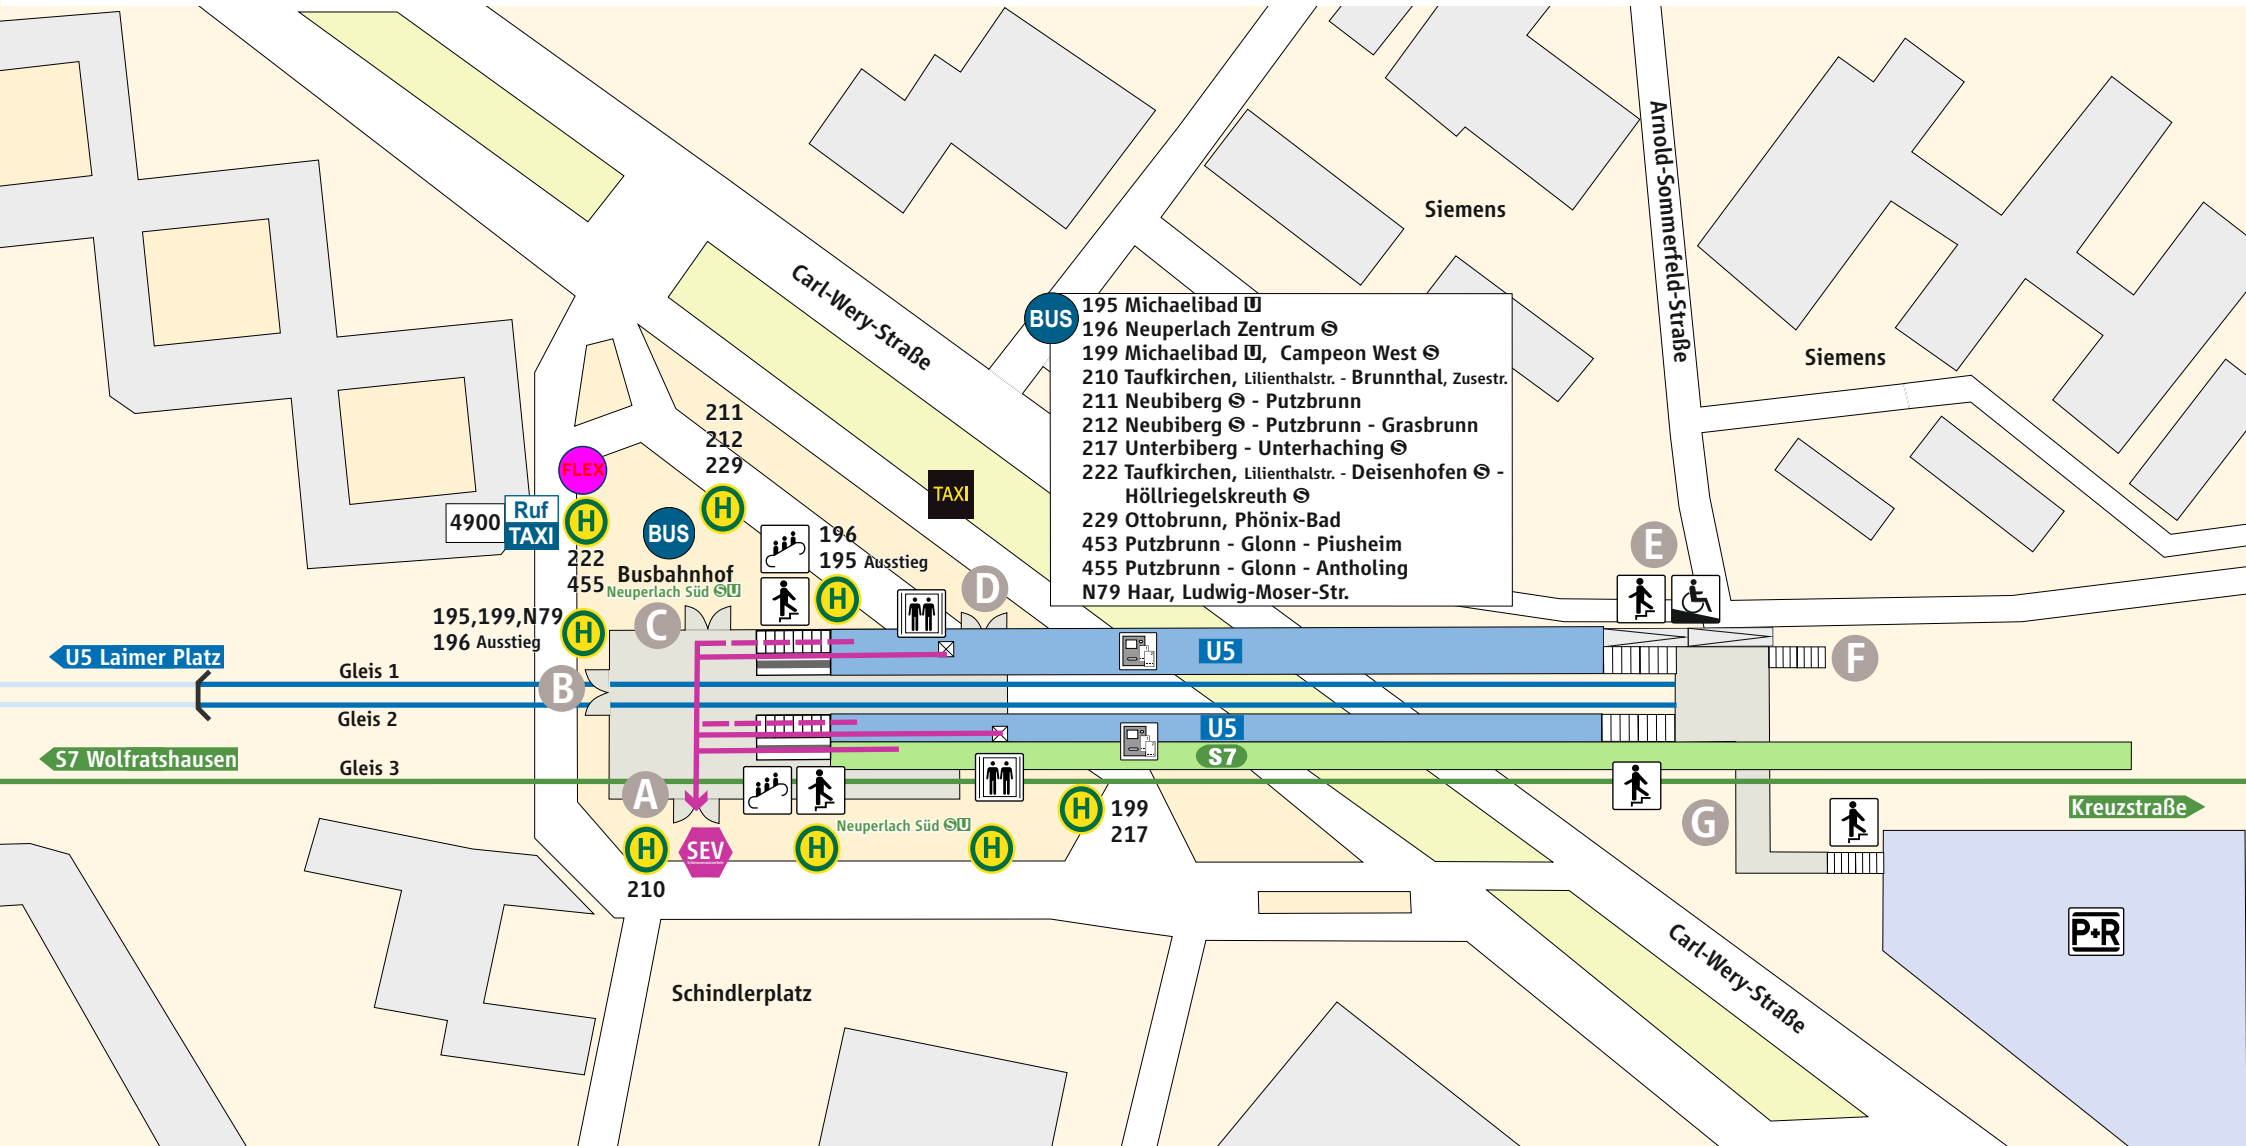 Arnold-Sommerfeld-Straße
Siemens
Carl-Wery-Straße
BUS
195 Michaelibad U
196 Neuperlach Zentrum S
199 Michaelibad U, Campeon West S
210 Taufkirchen, Lilienthalstr. - Brunnthal, Zusestr.
211 Neubiberg S - Putzbrunn
212 Neubiberg S - Putzbrunn - Grasbrunn
217 Unterbiberg - Unterhaching S
222 Taufkirchen, Lilienthalstr. - Deisenhofen S -
Höllriegelskreuth S
229 Ottobrunn, Phönix-Bad
453 Putzbrunn - Glonn - Piusheim
455 Putzbrunn - Glonn - Antholing
N79 Haar, Ludwig-Moser-Str.
Siemens
211
212
229
H
FLEX
TAXI
4900
Ruf
TAXI
H
222
455
BUS
Busbahnhof
Neuperlach Süd SU
196
195 Ausstieg
H
E
D
C
195,199,N79
196 Ausstieg
H
U5 Laimer Platz
Gleis 1
B
U5
F
Gleis 2
U5
S7 Wolfratshausen
Gleis 3
S7
A
H
199
217
G
Kreuzstraße
H
SEV
H
Neuperlach Süd SU
H
210
P+R
Schindlerplatz
Carl-Wery-Straße